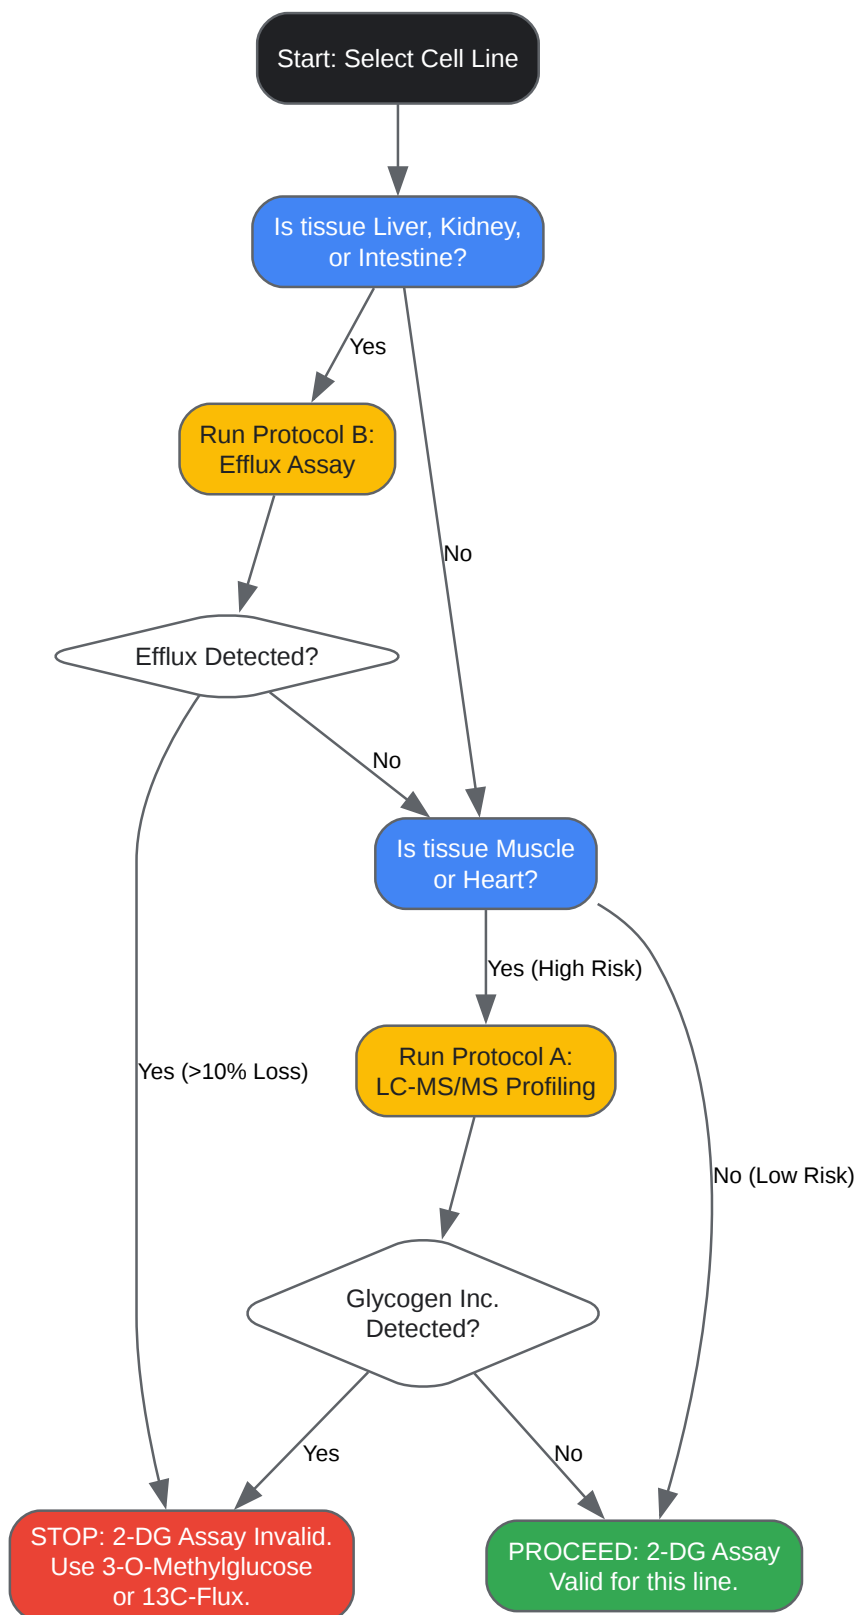 Start: Select Cell Line
Is tissue Liver, Kidney,
or Intestine?
Yes
Run Protocol B:
Efflux Assay
No
Efflux Detected?
No
Is tissue Muscle
or Heart?
Yes (High Risk)
Run Protocol A:
LC-MS/MS Profiling
Yes (>10% Loss)
No (Low Risk)
Glycogen Inc.
Detected?
Yes
No
STOP: 2-DG Assay Invalid.
Use 3-O-Methylglucose
or 13C-Flux.
PROCEED: 2-DG Assay
Valid for this line.